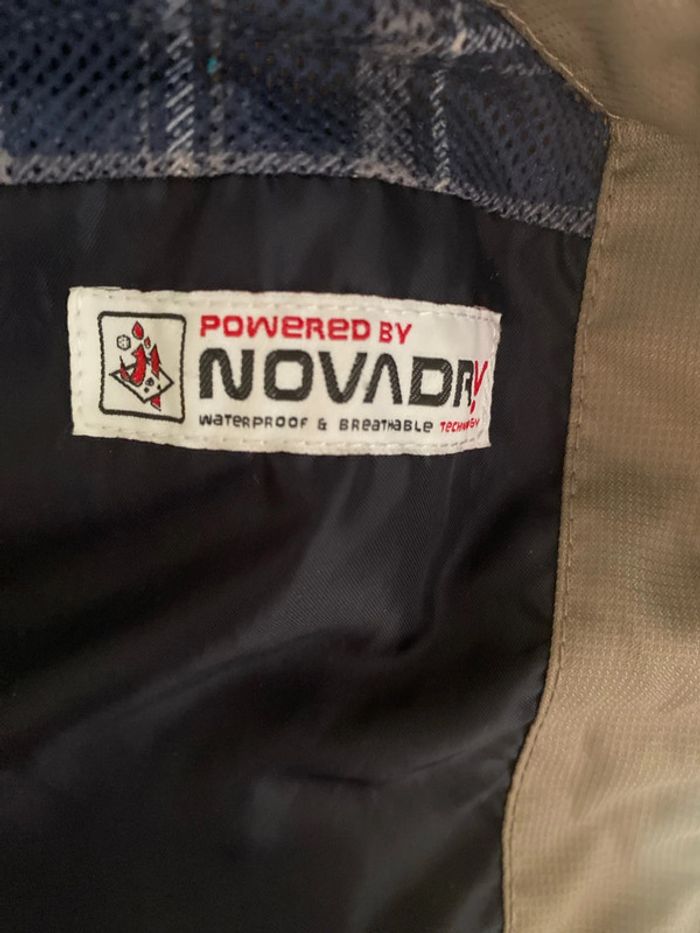 POWERED BY
NOVADRY
WATERPROOF & BREATHABLE TECHNOLOGY